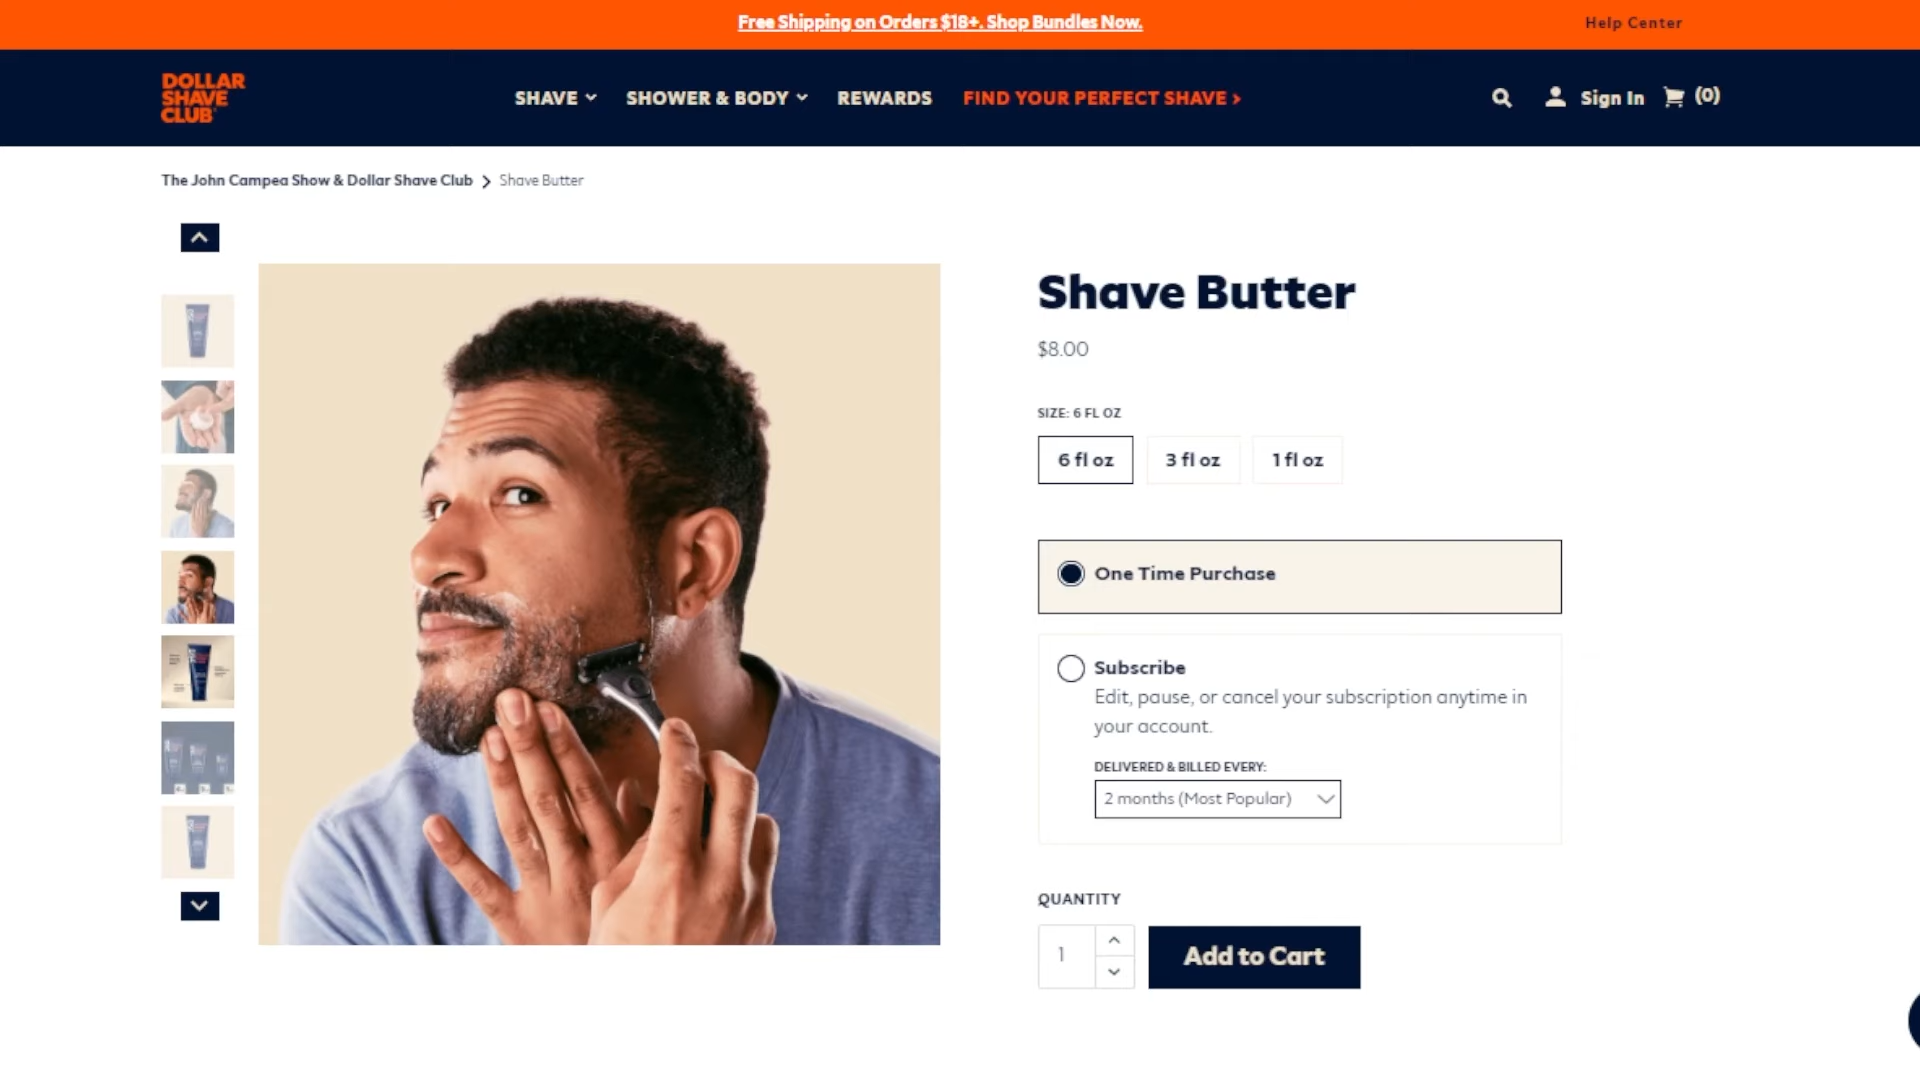 Free Shipping on Orders $18+. Shop Bundles Now.
Help Center
DOLLAR
SHAVE
CLUB
SHAVE
SHOWER & BODY
REWARDS
FIND YOUR PERFECT SHAVE >
Sign In
(0)
The John Campea Show & Dollar Shave Club > Shave Butter
Shave Butter
$8.00
SIZE: 6 FL OZ
6 fl oz
3 fl oz
1 fl oz
One Time Purchase
Subscribe
Edit, pause, or cancel your subscription anytime in
your account.
DELIVERED & BILLED EVERY:
2 months (Most Popular)
QUANTITY
1
Add to Cart